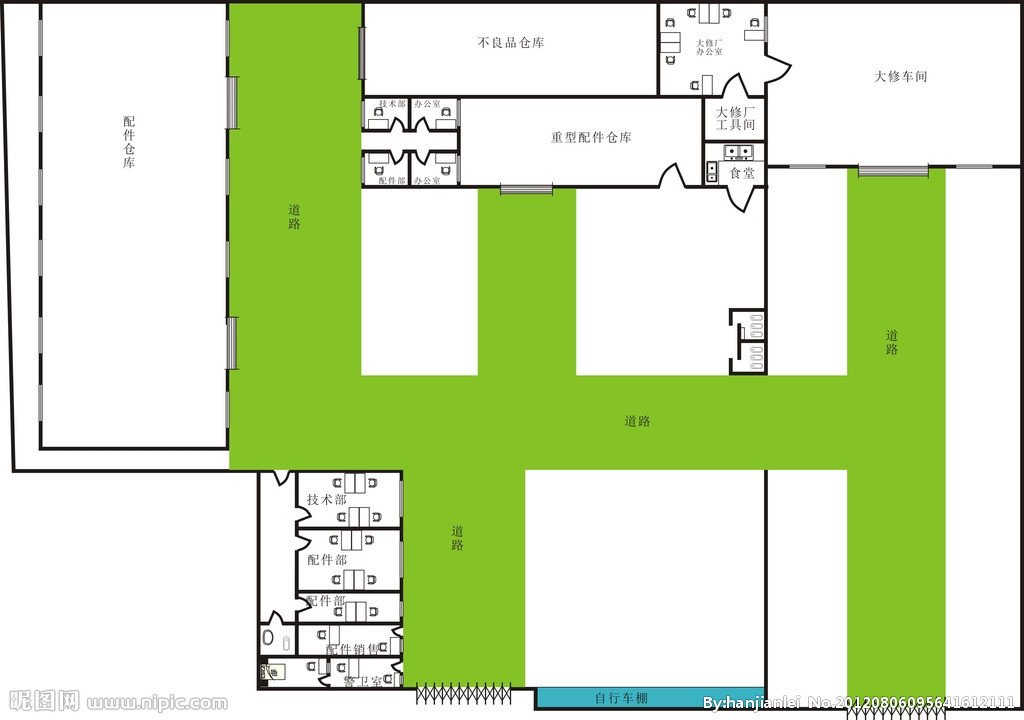 不良品仓库
大修厂
办公室
大修车间
技术部
办公室
大修厂
工具间
配件仓库
重型配件仓库
食堂
配件部
办公室
道路
道路
道路
道路
技术部
配件部
配件部
配件销售
警卫室
自行车棚
昵图网 www.nipic.com
By:hanjianlei No.20120806095641612111